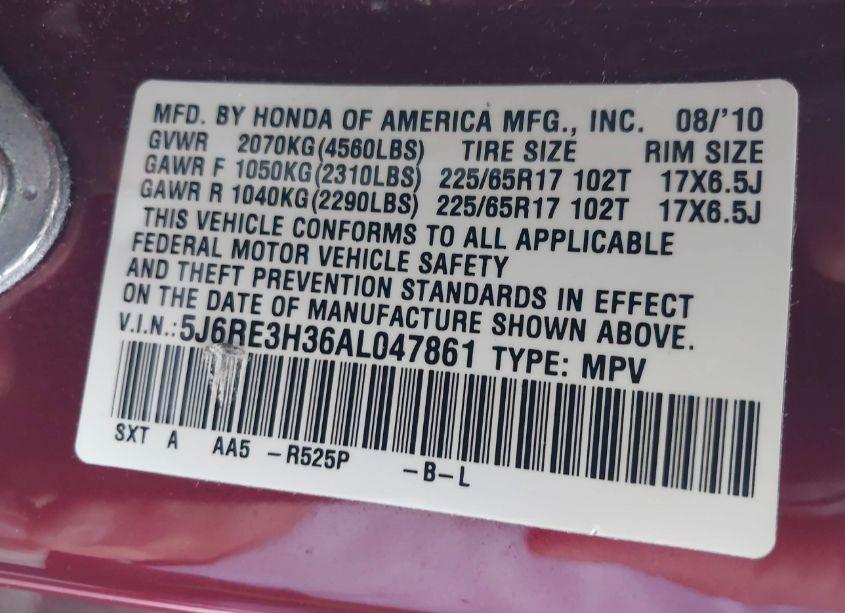 MFD. BY HONDA OF AMERICA MFG., INC. 08/'10
GVWR 2070KG(4560LBS) TIRE SIZE RIM SIZE
GAWR F 1050KG(2310LBS) 225/65R17 102T 17X6.5J
GAWR R 1040KG(2290LBS) 225/65R17 102T 17X6.5J
THIS VEHICLE CONFORMS TO ALL APPLICABLE
FEDERAL MOTOR VEHICLE SAFETY
AND THEFT PREVENTION STANDARDS IN EFFECT
ON THE DATE OF MANUFACTURE SHOWN ABOVE.
V.I.N.:5J6RE3H36AL047861 TYPE: MPV
SXT A AA5 -R525P -B-L